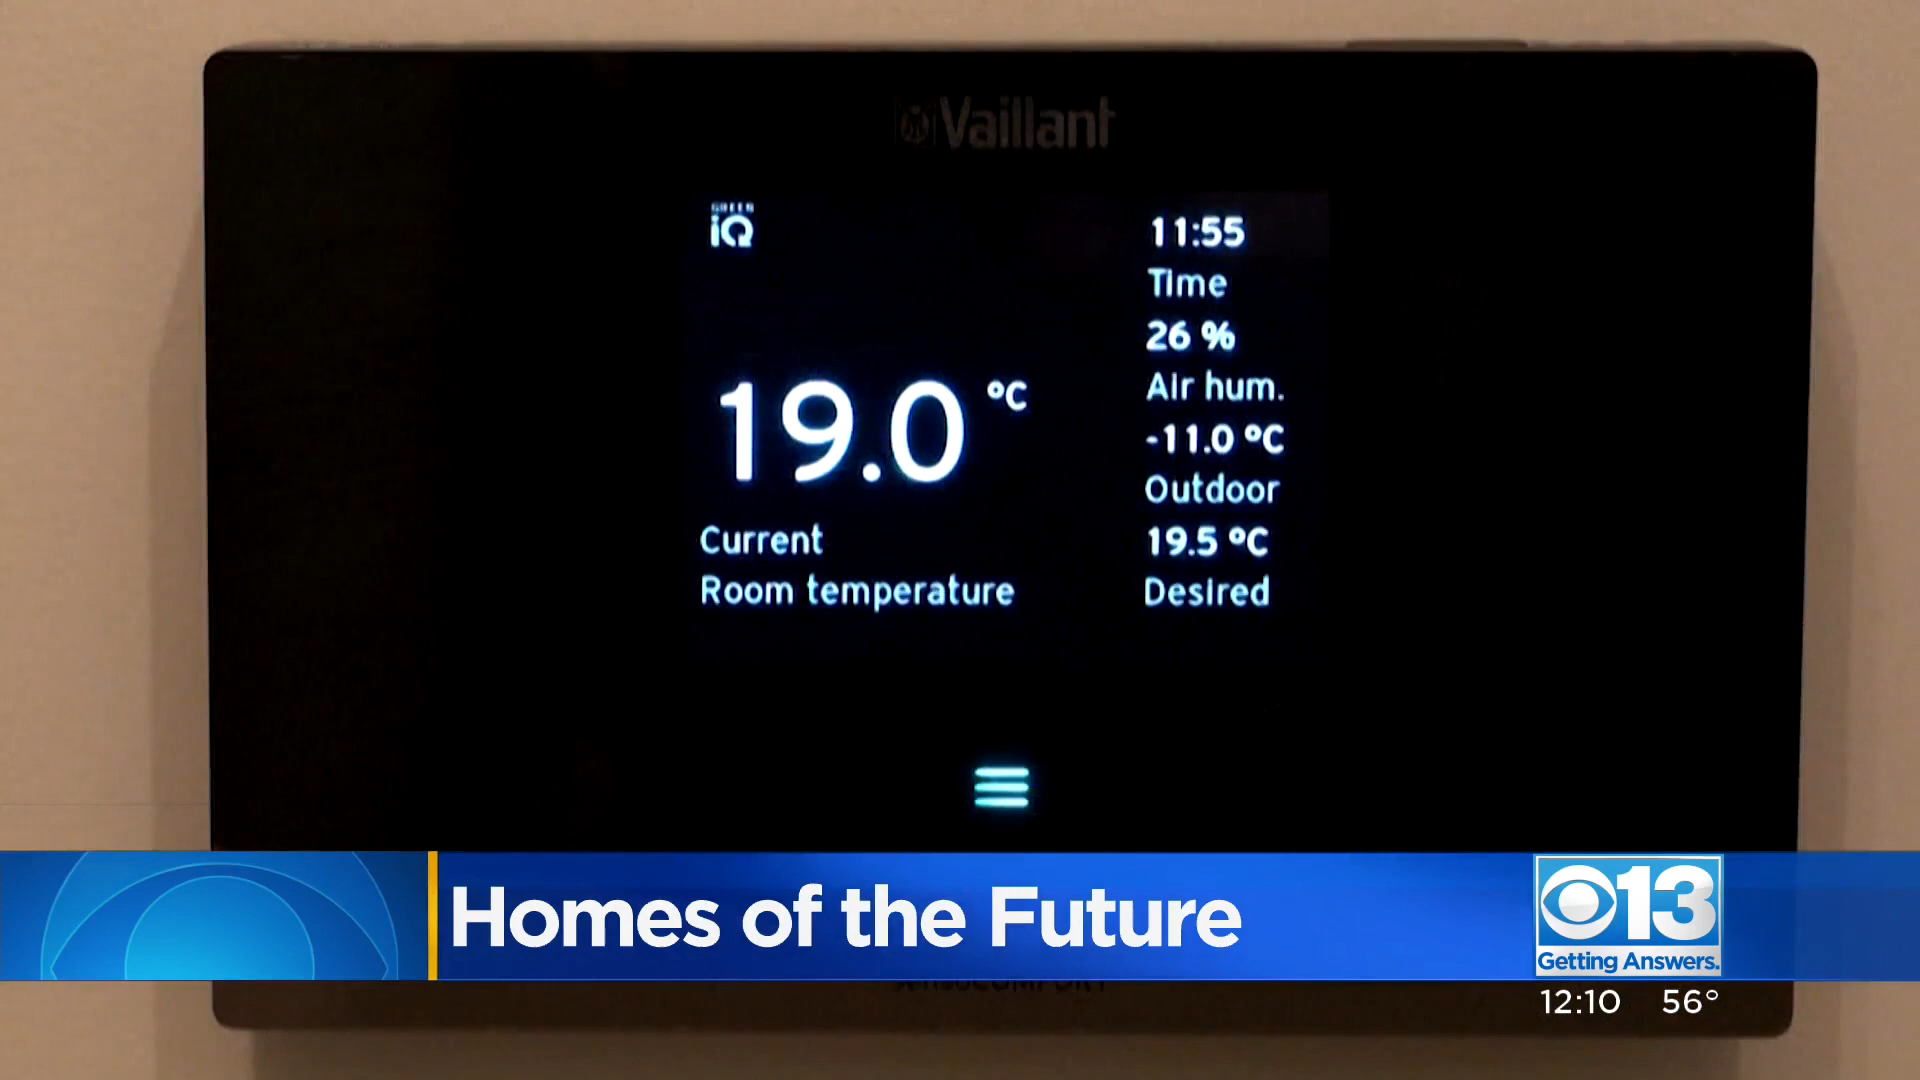 Vaillant
GREEN
iQ
19.0 °C
Current
Room temperature
11:55
Time
26 %
Air hum.
-11.0 °C
Outdoor
19.5 °C
Desired
Homes of the Future
13
Getting Answers.
12:10 56°